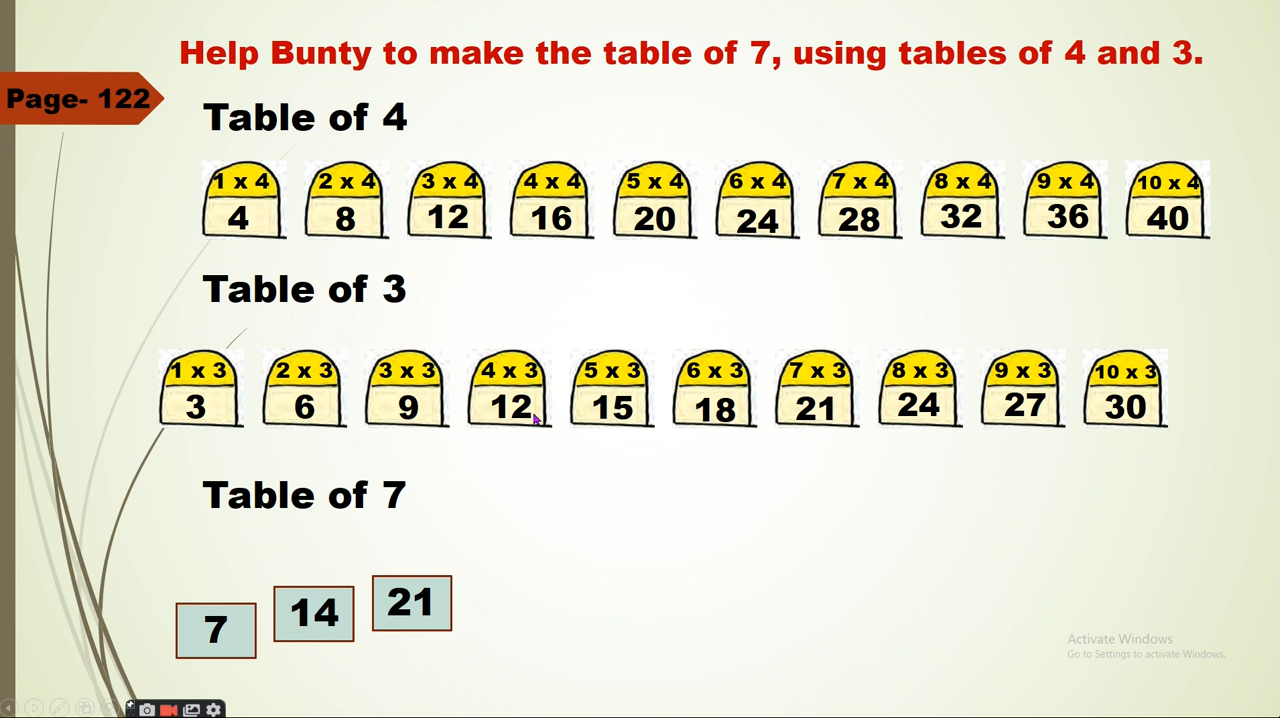 Help Bunty to make the table of 7, using tables of 4 and 3.
Page- 122
Table of 4
1 x 4 2 x 4 3 x 4 4 x 4 5 x 4 6 x 4 7 x 4 8 x 4 9 x 4 10 x 4
4 8 12 16 20 24 28 32 36 40
Table of 3
1 x 3 2 x 3 3 x 3 4 x 3 5 x 3 6 x 3 7 x 3 8 x 3 9 x 3 10 x 3
3 6 9 12 15 18 21 24 27 30
Table of 7
7 14 21
Activate Windows
Go to Settings to activate Windows.